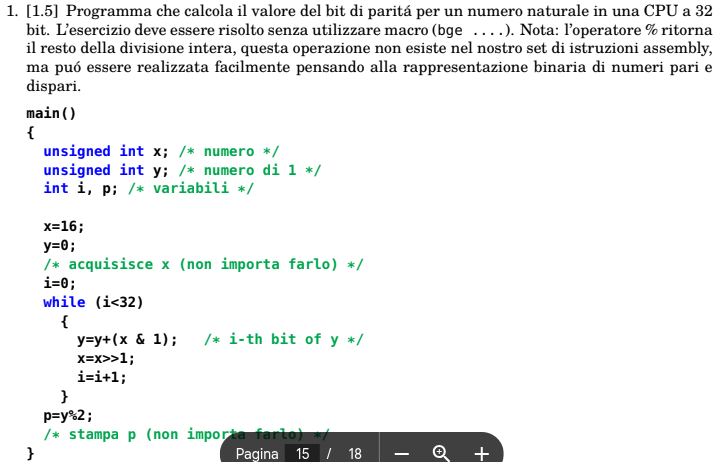 1. [1.5] Programma che calcola il valore del bit di paritá per un numero naturale in una CPU a 32
bit. L'esercizio deve essere risolto senza utilizzare macro (bge ....). Nota: l'operatore % ritorna
il resto della divisione intera, questa operazione non esiste nel nostro set di istruzioni assembly,
ma puó essere realizzata facilmente pensando alla rappresentazione binaria di numeri pari e
dispari.
main()
{
unsigned int x; /* numero */
unsigned int y; /* numero di 1 */
int i, p; /* variabili */
x=16;
y=0;
/* acquisisce x (non importa farlo) */
i=0;
while (i<32)
{
y=y+(x & 1); /* i-th bit of y */
x=x>>1;
i=i+1;
}
p=y%2;
/* stampa p (non importa farlo) */
}
Pagina 15 / 18